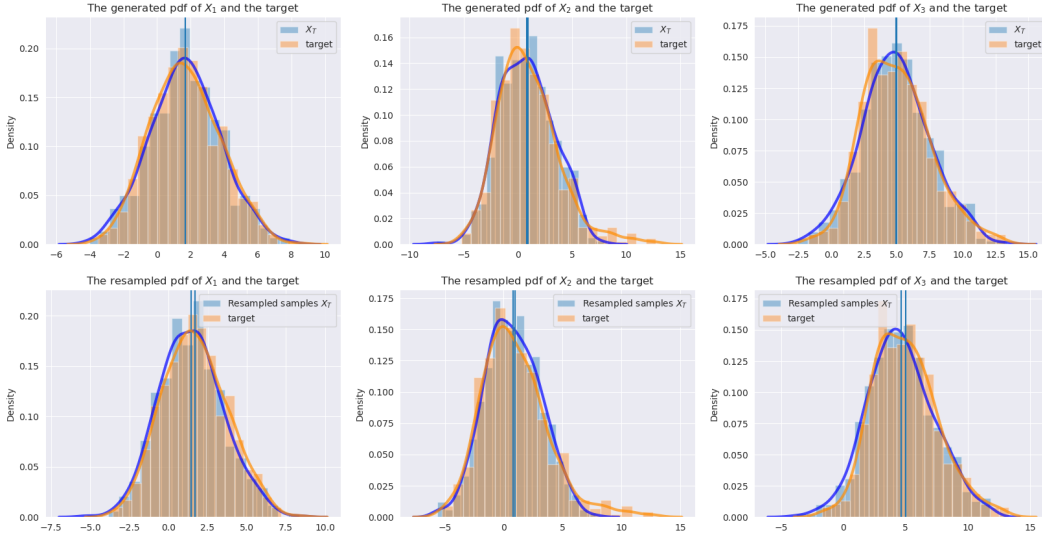 The generated pdf of X₁ and the target
The generated pdf of X₂ and the target
The generated pdf of X₃ and the target
Density
0.20
0.15
0.10
0.05
0.00
−6 −4 −2 0 2 4 6 8 10
X_T
target
Density
0.16
0.14
0.12
0.10
0.08
0.06
0.04
0.02
0.00
−10 −5 0 5 10 15
X_T
target
Density
0.175
0.150
0.125
0.100
0.075
0.050
0.025
0.000
−5.0 −2.5 0.0 2.5 5.0 7.5 10.0 12.5 15.0
X_T
target
The resampled pdf of X₁ and the target
The resampled pdf of X₂ and the target
The resampled pdf of X₃ and the target
Density
0.20
0.15
0.10
0.05
0.00
−7.5 −5.0 −2.5 0.0 2.5 5.0 7.5 10.0
Resampled samples X_T
target
Density
0.175
0.150
0.125
0.100
0.075
0.050
0.025
0.000
−5 0 5 10 15
Resampled samples X_T
target
Density
0.175
0.150
0.125
0.100
0.075
0.050
0.025
0.000
−5 0 5 10 15
Resampled samples X_T
target